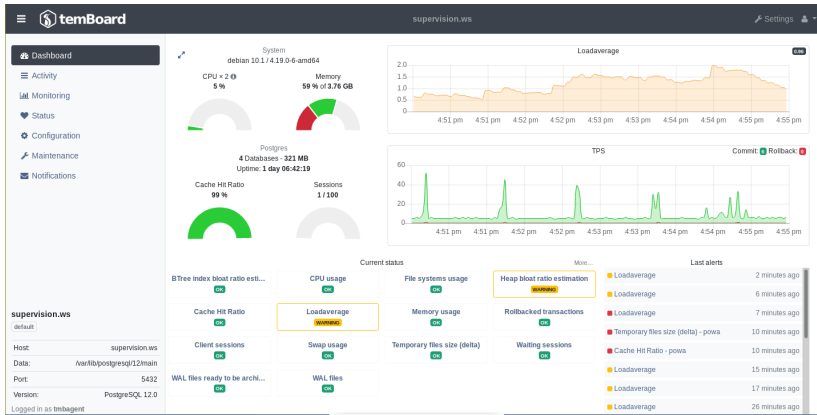 temBoard
supervision.ws
Settings
Dashboard
Activity
Monitoring
Status
Configuration
Maintenance
Notifications
supervision.ws
default
Host: supervision.ws
Data: /var/lib/postgresql/12/main
Port: 5432
Version: PostgreSQL 12.0
Logged in as tmbagent
System
debian 10.1 / 4.19.0-6-amd64
CPU × 2
5 %
Memory
59 % of 3.76 GB
Postgres
4 Databases - 321 MB
Uptime: 1 day 06:42:19
Cache Hit Ratio
99 %
Sessions
1 / 100
Loadaverage
0.96
2.0
1.5
1.0
0.5
0
4:51 pm 4:51 pm 4:52 pm 4:52 pm 4:53 pm 4:53 pm 4:54 pm 4:54 pm 4:55 pm 4:55 pm
TPS
Commit: Rollback: 0
60
40
20
0
4:51 pm 4:51 pm 4:52 pm 4:52 pm 4:53 pm 4:53 pm 4:54 pm 4:54 pm 4:55 pm 4:55 pm
Current status
More...
BTree index bloat ratio esti...
OK
CPU usage
OK
File systems usage
OK
Heap bloat ratio estimation
WARNING
Cache Hit Ratio
OK
Loadaverage
WARNING
Memory usage
OK
Rollbacked transactions
OK
Client sessions
OK
Swap usage
OK
Temporary files size (delta)
OK
Waiting sessions
OK
WAL files ready to be archi...
OK
WAL files
OK
Last alerts
Loadaverage 2 minutes ago
Loadaverage 6 minutes ago
Loadaverage 7 minutes ago
Temporary files size (delta) - powa 10 minutes ago
Cache Hit Ratio - powa 10 minutes ago
Loadaverage 15 minutes ago
Loadaverage 17 minutes ago
Loadaverage 26 minutes ago